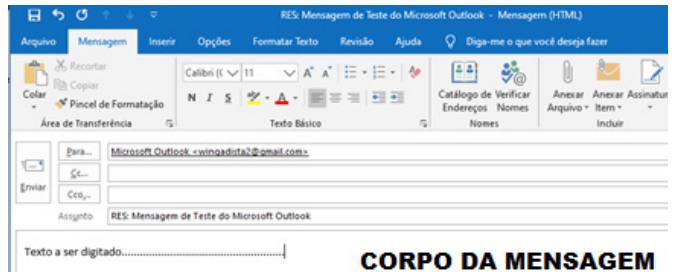 RES: Mensagem de Teste do Microsoft Outlook - Mensagem (HTML)
Arquivo Mensagem Inserir Opções Formatar Texto Revisão Ajuda Diga-me o que você deseja fazer
Colar
Recortar
Copiar
Pincel de Formatação
Área de Transferência
Calibri (C 11
N I S
Texto Básico
Catálogo de Endereços
Verificar Nomes
Nomes
Anexar Arquivo
Anexar Item
Assinatur
Incluir
Enviar
Para... Microsoft Outlook <wingadista2@gmail.com>
Cc...
Cco...
Assunto RES: Mensagem de Teste do Microsoft Outlook
Texto a ser digitado......................................................
CORPO DA MENSAGEM